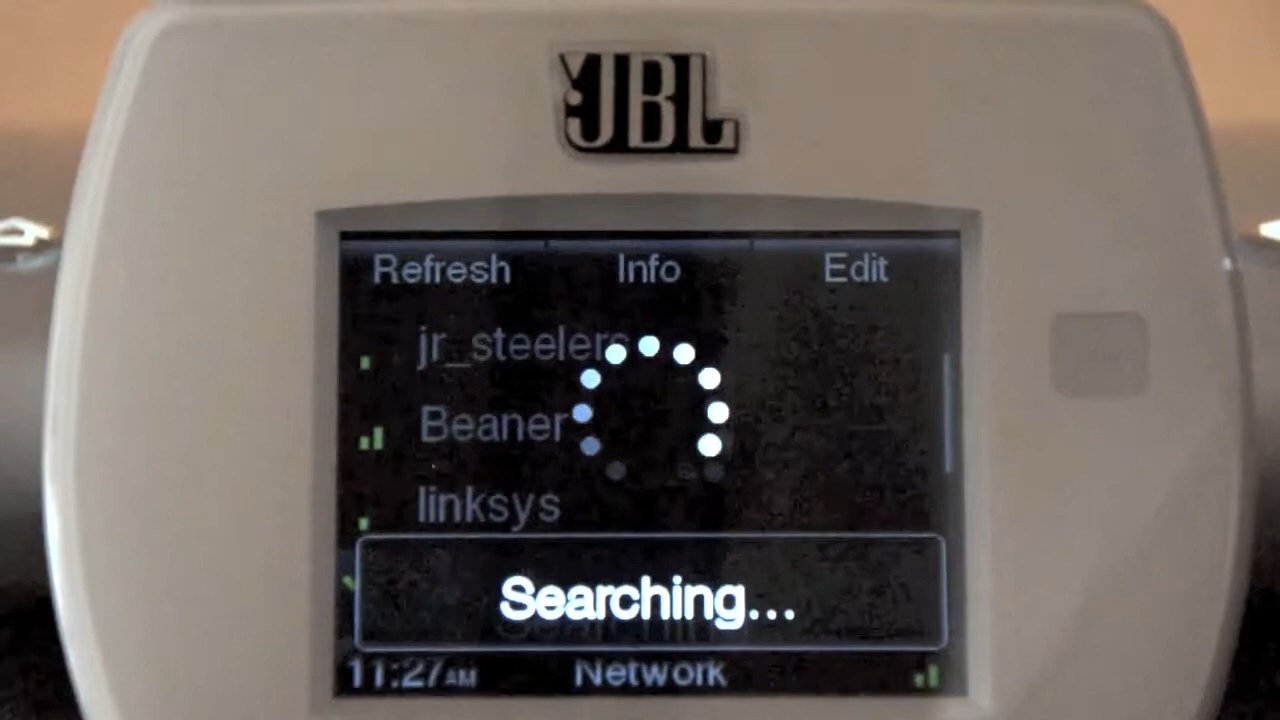 JBL
Refresh Info Edit
jr_steelers
Beaner
linksys
Searching...
11:27AM Network